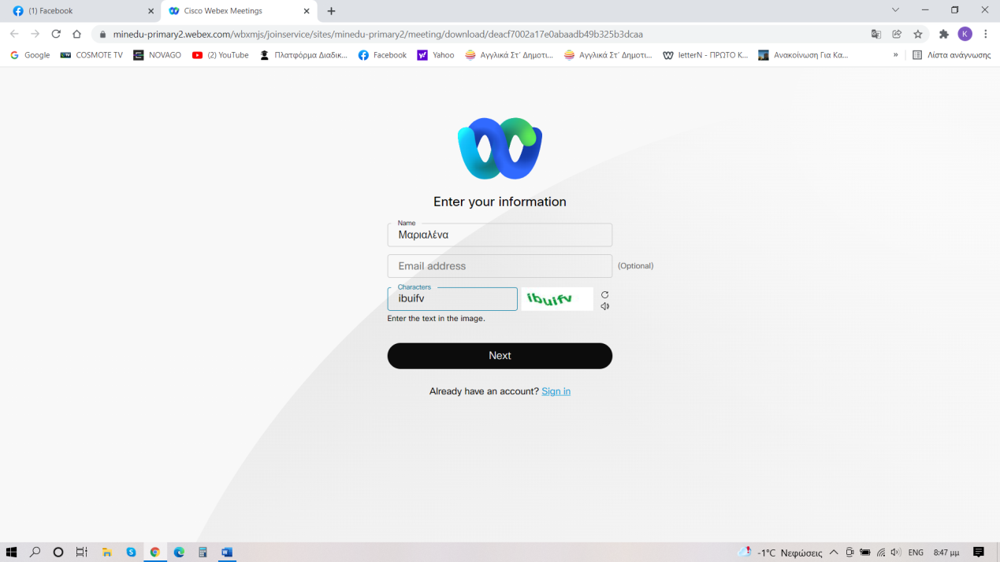 (1) Facebook
Cisco Webex Meetings
minedu-primary2.webex.com/wbxmjs/joinservice/sites/minedu-primary2/meeting/download/deacf7002a17e0abaadb49b325b3dcaa
K
Google
COSMOTE TV
NOVAGO
(2) YouTube
Πλατφόρμα Διαδικ...
Facebook
Yahoo
Αγγλικά Στ΄ Δημοτι...
Αγγλικά Στ΄ Δημοτι...
letterN - ΠΡΩΤΟ Κ...
Ανακοίνωση Για Κα...
»
Λίστα ανάγνωσης
Enter your information
Name
Μαριαλένα
Email address
(Optional)
Characters
ibuifv
ibuifv
Enter the text in the image.
Next
Already have an account? Sign in
-1°C Νεφώσεις
ENG
8:47 μμ